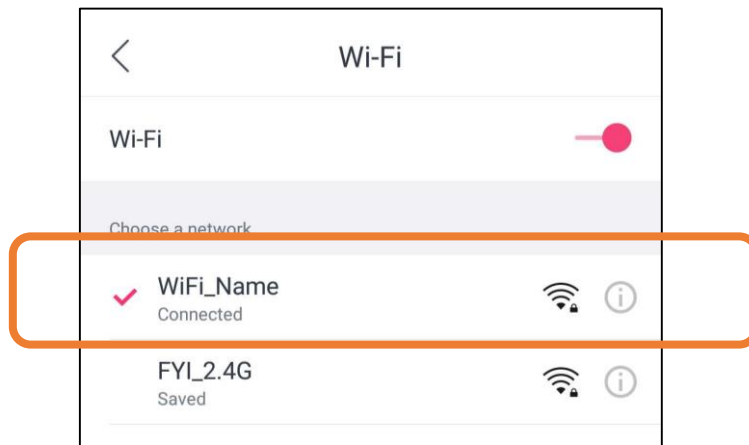 Wi-Fi
Wi-Fi
Choose a network
WiFi_Name
Connected
FYI_2.4G
Saved